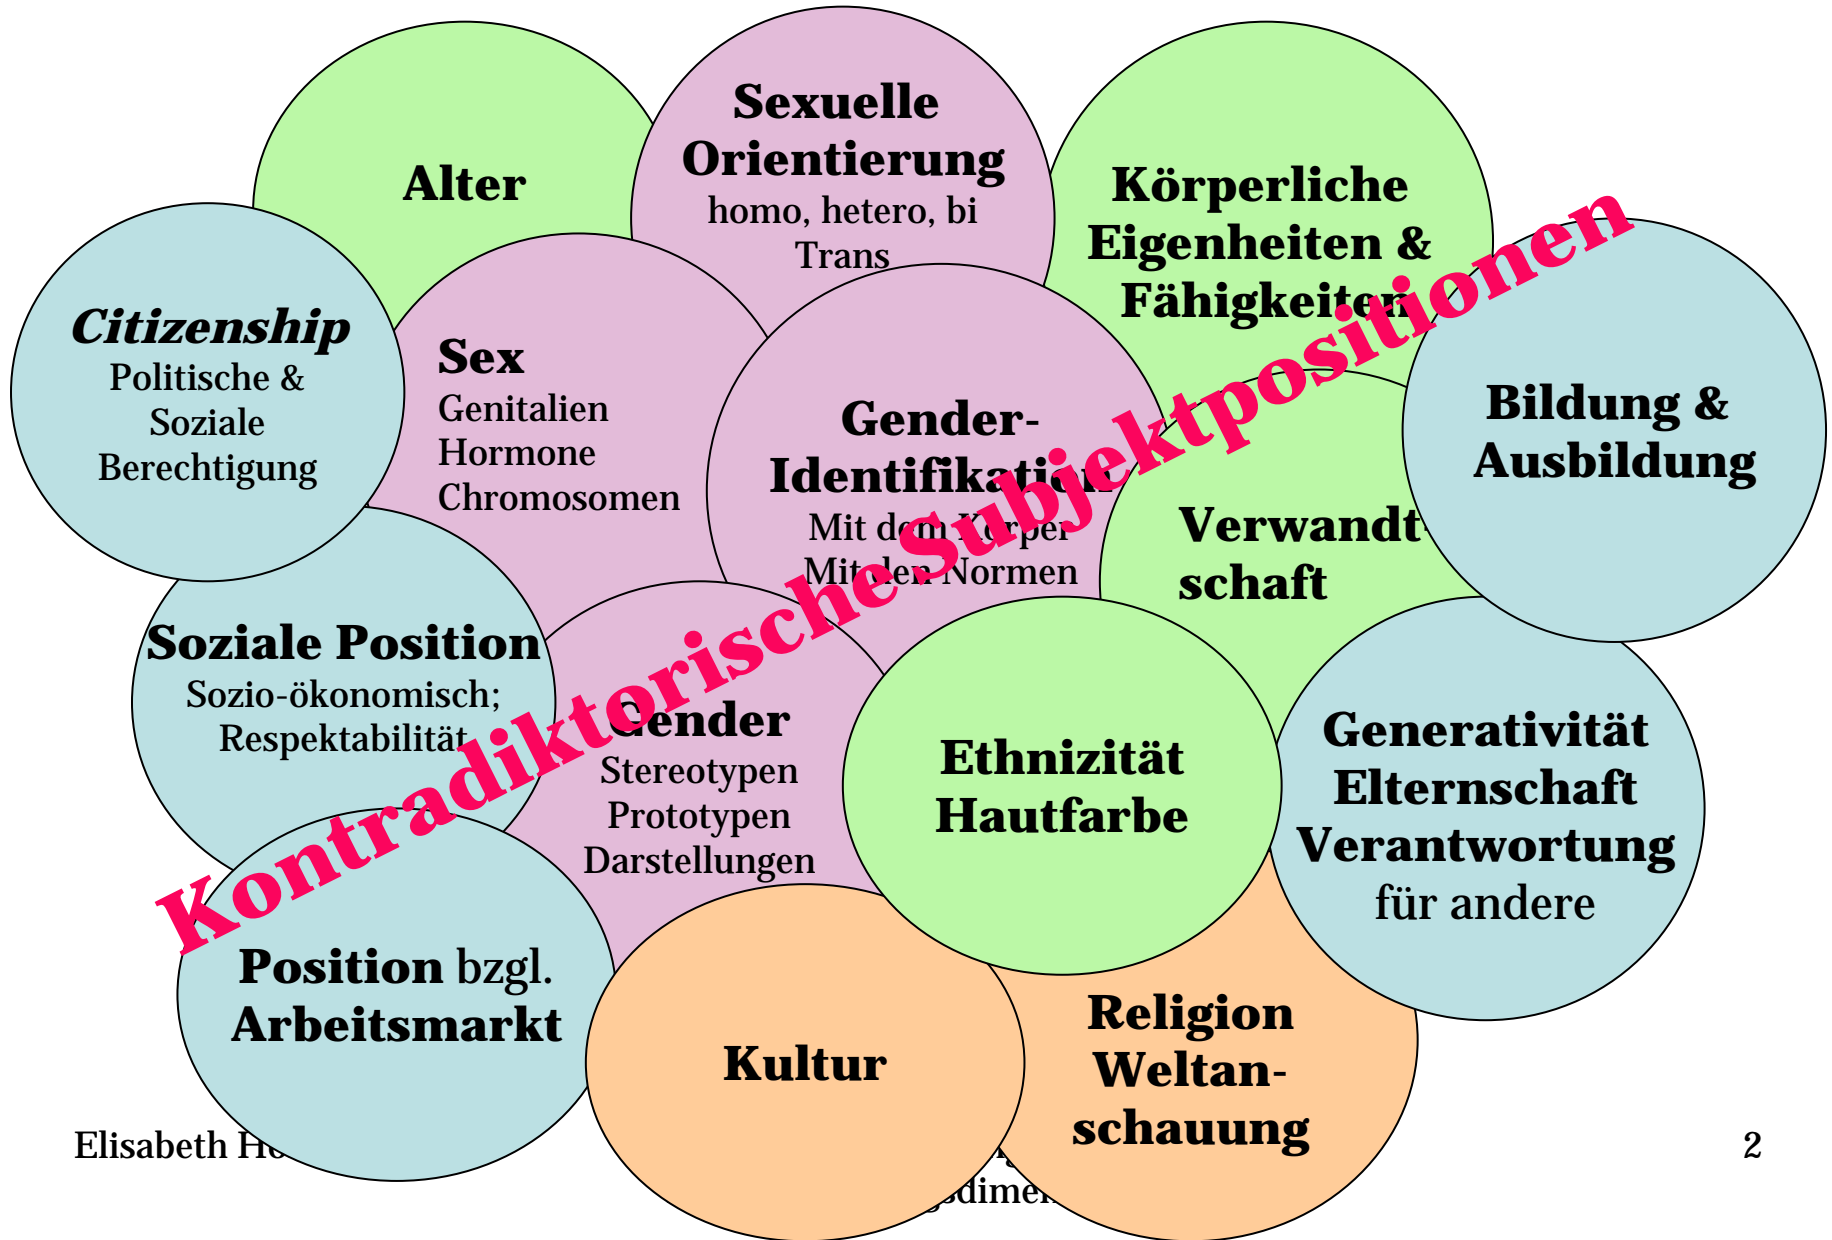 Alter
Sexuelle
Orientierung
homo, hetero, bi
Trans
Körperliche
Eigenheiten &
Fähigkeiten
Citizenship
Politische &
Soziale
Berechtigung
Sex
Genitalien
Hormone
Chromosomen
Gender-
Identifikation
Mit dem Körper
Mit den Normen
Bildung &
Ausbildung
Verwandt-
schaft
Kontradiktorische Subjektpositionen
Soziale Position
Sozio-ökonomisch;
Respektabilität
Gender
Stereotypen
Prototypen
Darstellungen
Ethnizität
Hautfarbe
Generativität
Elternschaft
Verantwortung
für andere
Position bzgl.
Arbeitsmarkt
Kultur
Religion
Weltan-
schauung
Elisabeth
2